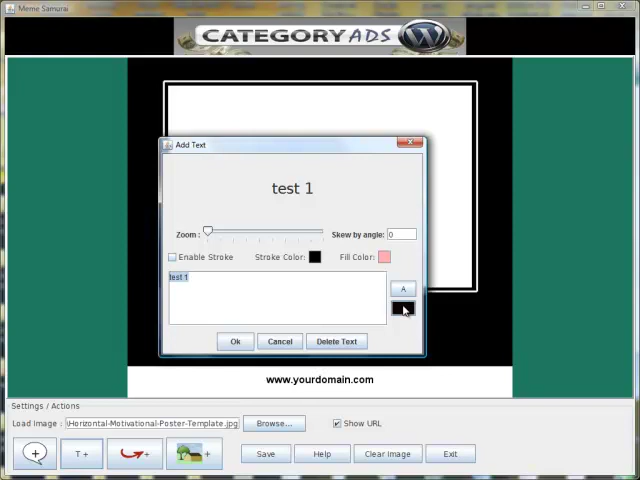 Meme Samurai
CATEGORY ADS W
Add Text
test 1
Zoom :
Skew by angle: 0
Enable Stroke Stroke Color: Fill Color:
test 1
A
Ok Cancel Delete Text
www.yourdomain.com
Settings / Actions
Load Image : \Horizontal-Motivational-Poster-Template.jpg Browse... Show URL
+ T + + +
Save Help Clear Image Exit